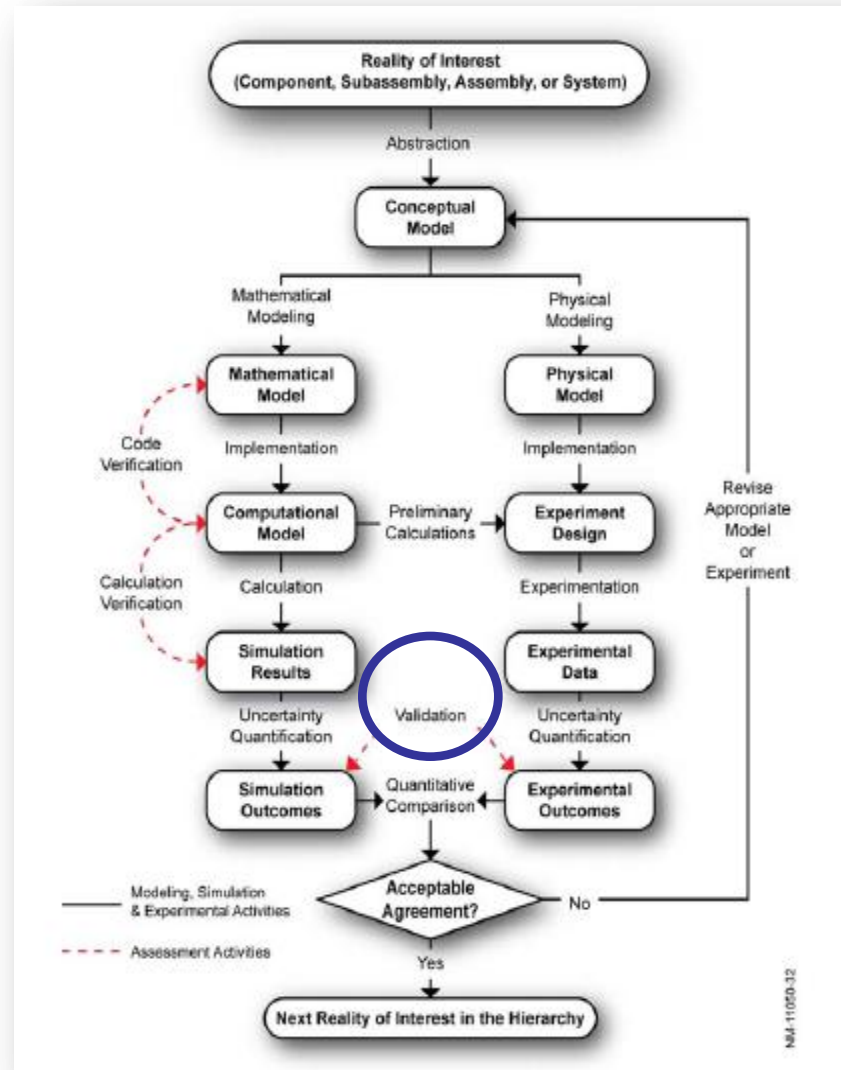 Reality of Interest
(Component, Subassembly, Assembly, or System)
Abstraction
Conceptual
Model
Mathematical
Modeling
Physical
Modeling
Mathematical
Model
Physical
Model
Code
Verification
Implementation
Implementation
Computational
Model
Preliminary
Calculations
Experiment
Design
Revise
Appropriate
Model
or
Experiment
Calculation
Verification
Calculation
Experimentation
Simulation
Results
Experimental
Data
Uncertainty
Quantification
Validation
Uncertainty
Quantification
Simulation
Outcomes
Quantitative
Comparison
Experimental
Outcomes
Acceptable
Agreement?
No
Modeling, Simulation
& Experimental Activities
Assessment Activities
Yes
Next Reality of Interest in the Hierarchy
NM-11050-32